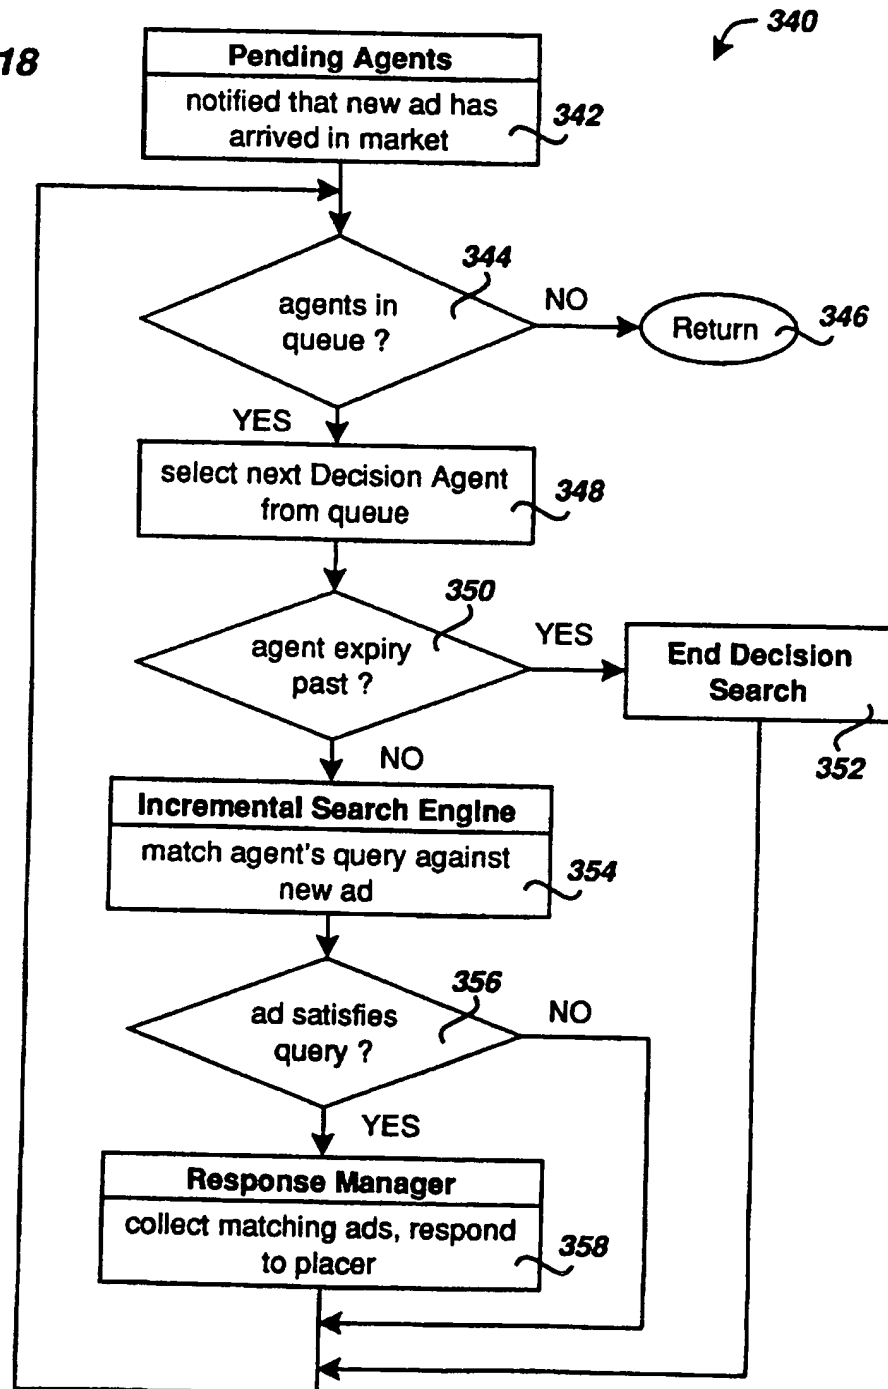 18
340
Pending Agents
notified that new ad has
arrived in market
342
344
agents in
queue ?
NO
Return
346
YES
select next Decision Agent
from queue
348
350
agent expiry
past ?
YES
End Decision
Search
352
NO
Incremental Search Engine
match agent's query against
new ad
354
356
ad satisfies
query ?
NO
YES
Response Manager
collect matching ads, respond
to placer
358